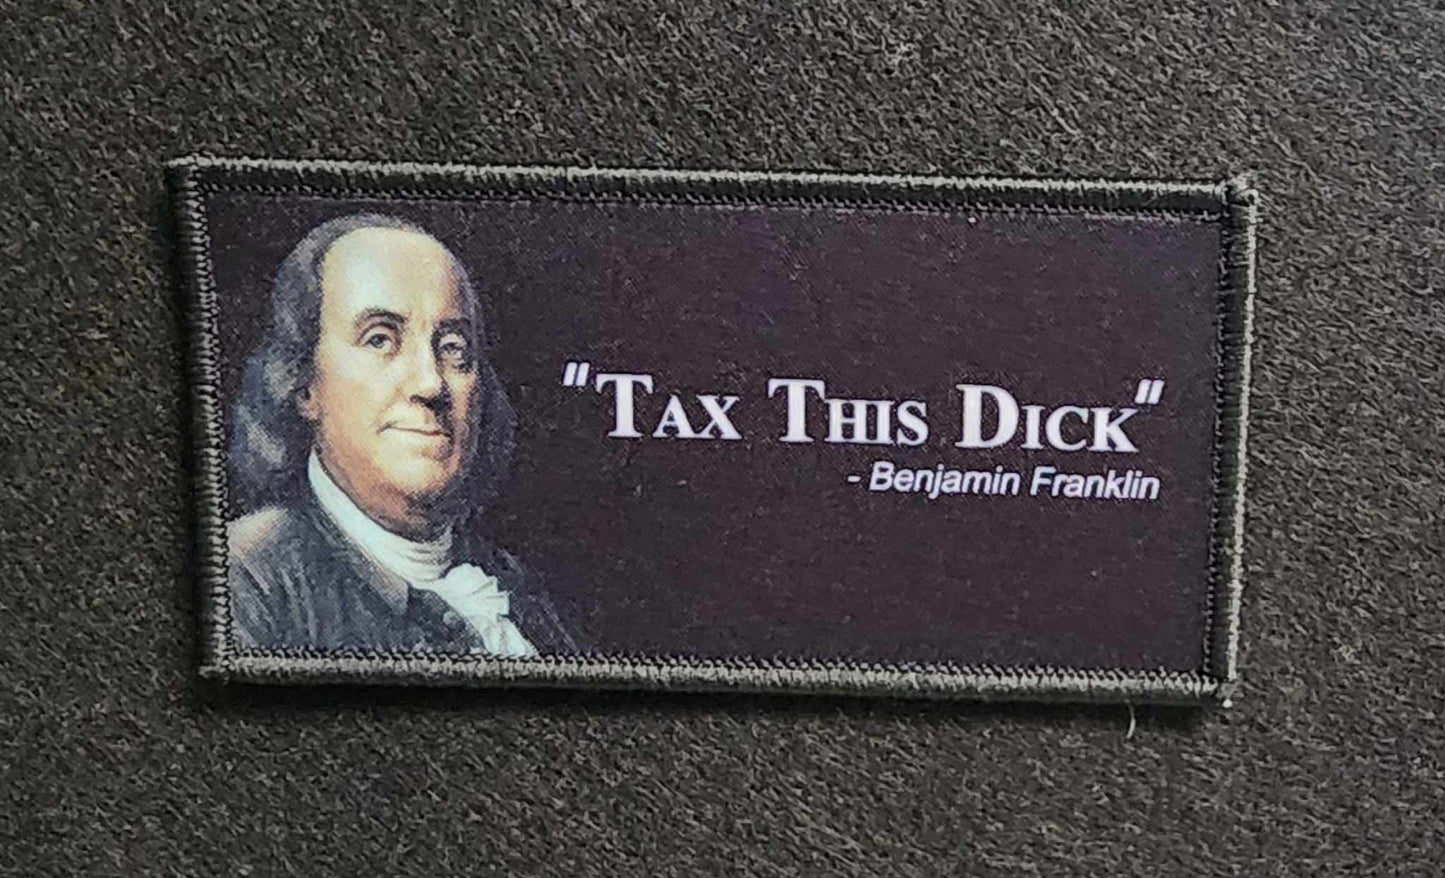 "TAX THIS DICK"
- Benjamin Franklin